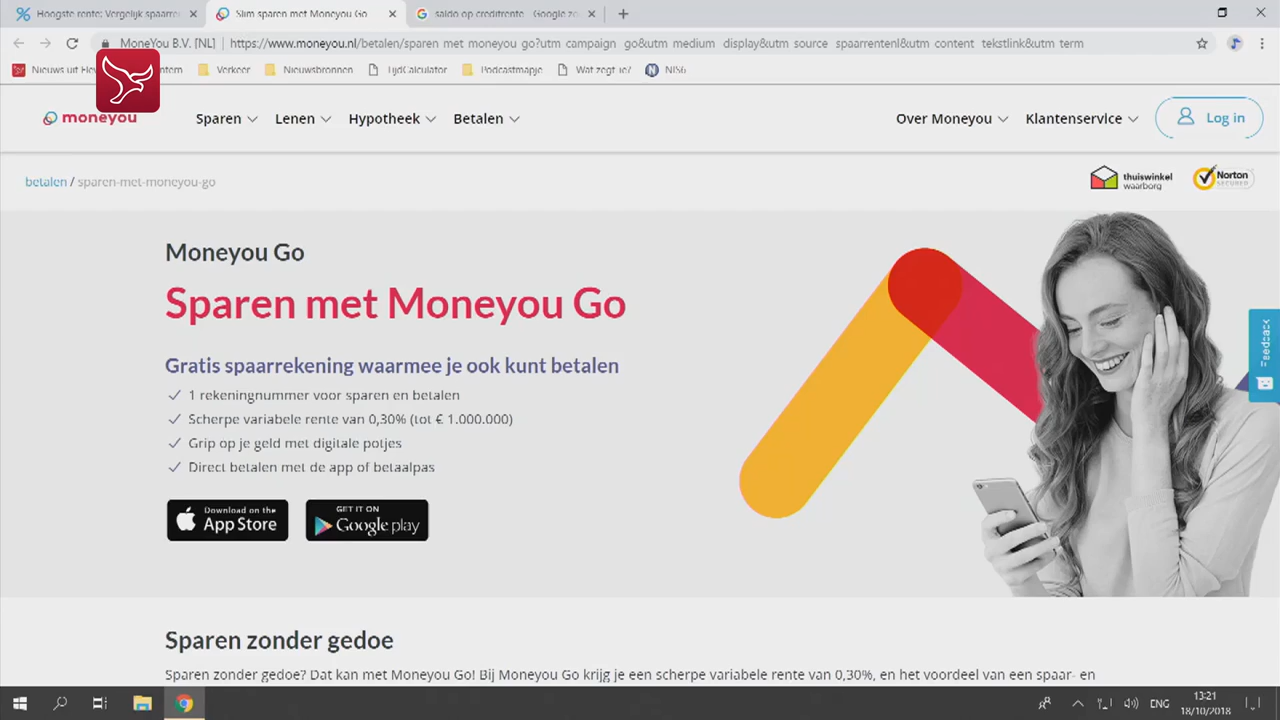 Hoogste rente: Vergelijk spaarre
Slim sparen met Moneyou Go
saldo op creditrente - Google zo
MoneYou B.V. [NL]
https://www.moneyou.nl/betalen/sparen met moneyou go?utm campaign go&utm medium display&utm source spaarrentenl&utm content tekstlink&utm term
Nieuws uit Flev
Verkeer
Nieuwsbronnen
TijdCalculator
Podcastmapje
Wat zegt ie?
NIS6
moneyou
Sparen
Lenen
Hypotheek
Betalen
Over Moneyou
Klantenservice
Log in
betalen / sparen-met-moneyou-go
thuiswinkel
waarborg
Norton
SECURED
Moneyou Go
Sparen met Moneyou Go
Gratis spaarrekening waarmee je ook kunt betalen
1 rekeningnummer voor sparen en betalen
Scherpe variabele rente van 0,30% (tot € 1.000.000)
Grip op je geld met digitale potjes
Direct betalen met de app of betaalpas
Download on the
App Store
GET IT ON
Google play
Feedback
Sparen zonder gedoe
Sparen zonder gedoe? Dat kan met Moneyou Go! Bij Moneyou Go krijg je een scherpe variabele rente van 0,30%, en het voordeel van een spaar- en
ENG
13:21
18/10/2018